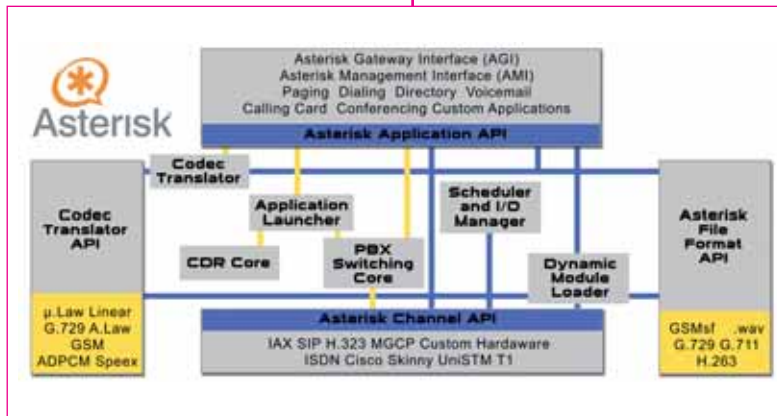 Asterisk
Asterisk Gateway Interface (AGI)
Asterisk Management Interface (AMI)
Paging Dialing Directory Voicemail
Calling Card Conferencing Custom Applications
Asterisk Application API
Codec
Translator
API
µ.Law Linear
G.729 A.Law
GSM
ADPCM Speex
Codec
Translator
Application
Launcher
CDR Core
PBX
Switching
Core
Scheduler
and I/O
Manager
Dynamic
Module
Loader
Asterisk
File
Format
API
GSMsf .wav
G.729 G.711
H.263
Asterisk Channel API
IAX SIP H.323 MGCP Custom Hardaware
ISDN Cisco Skinny UniSTM T1